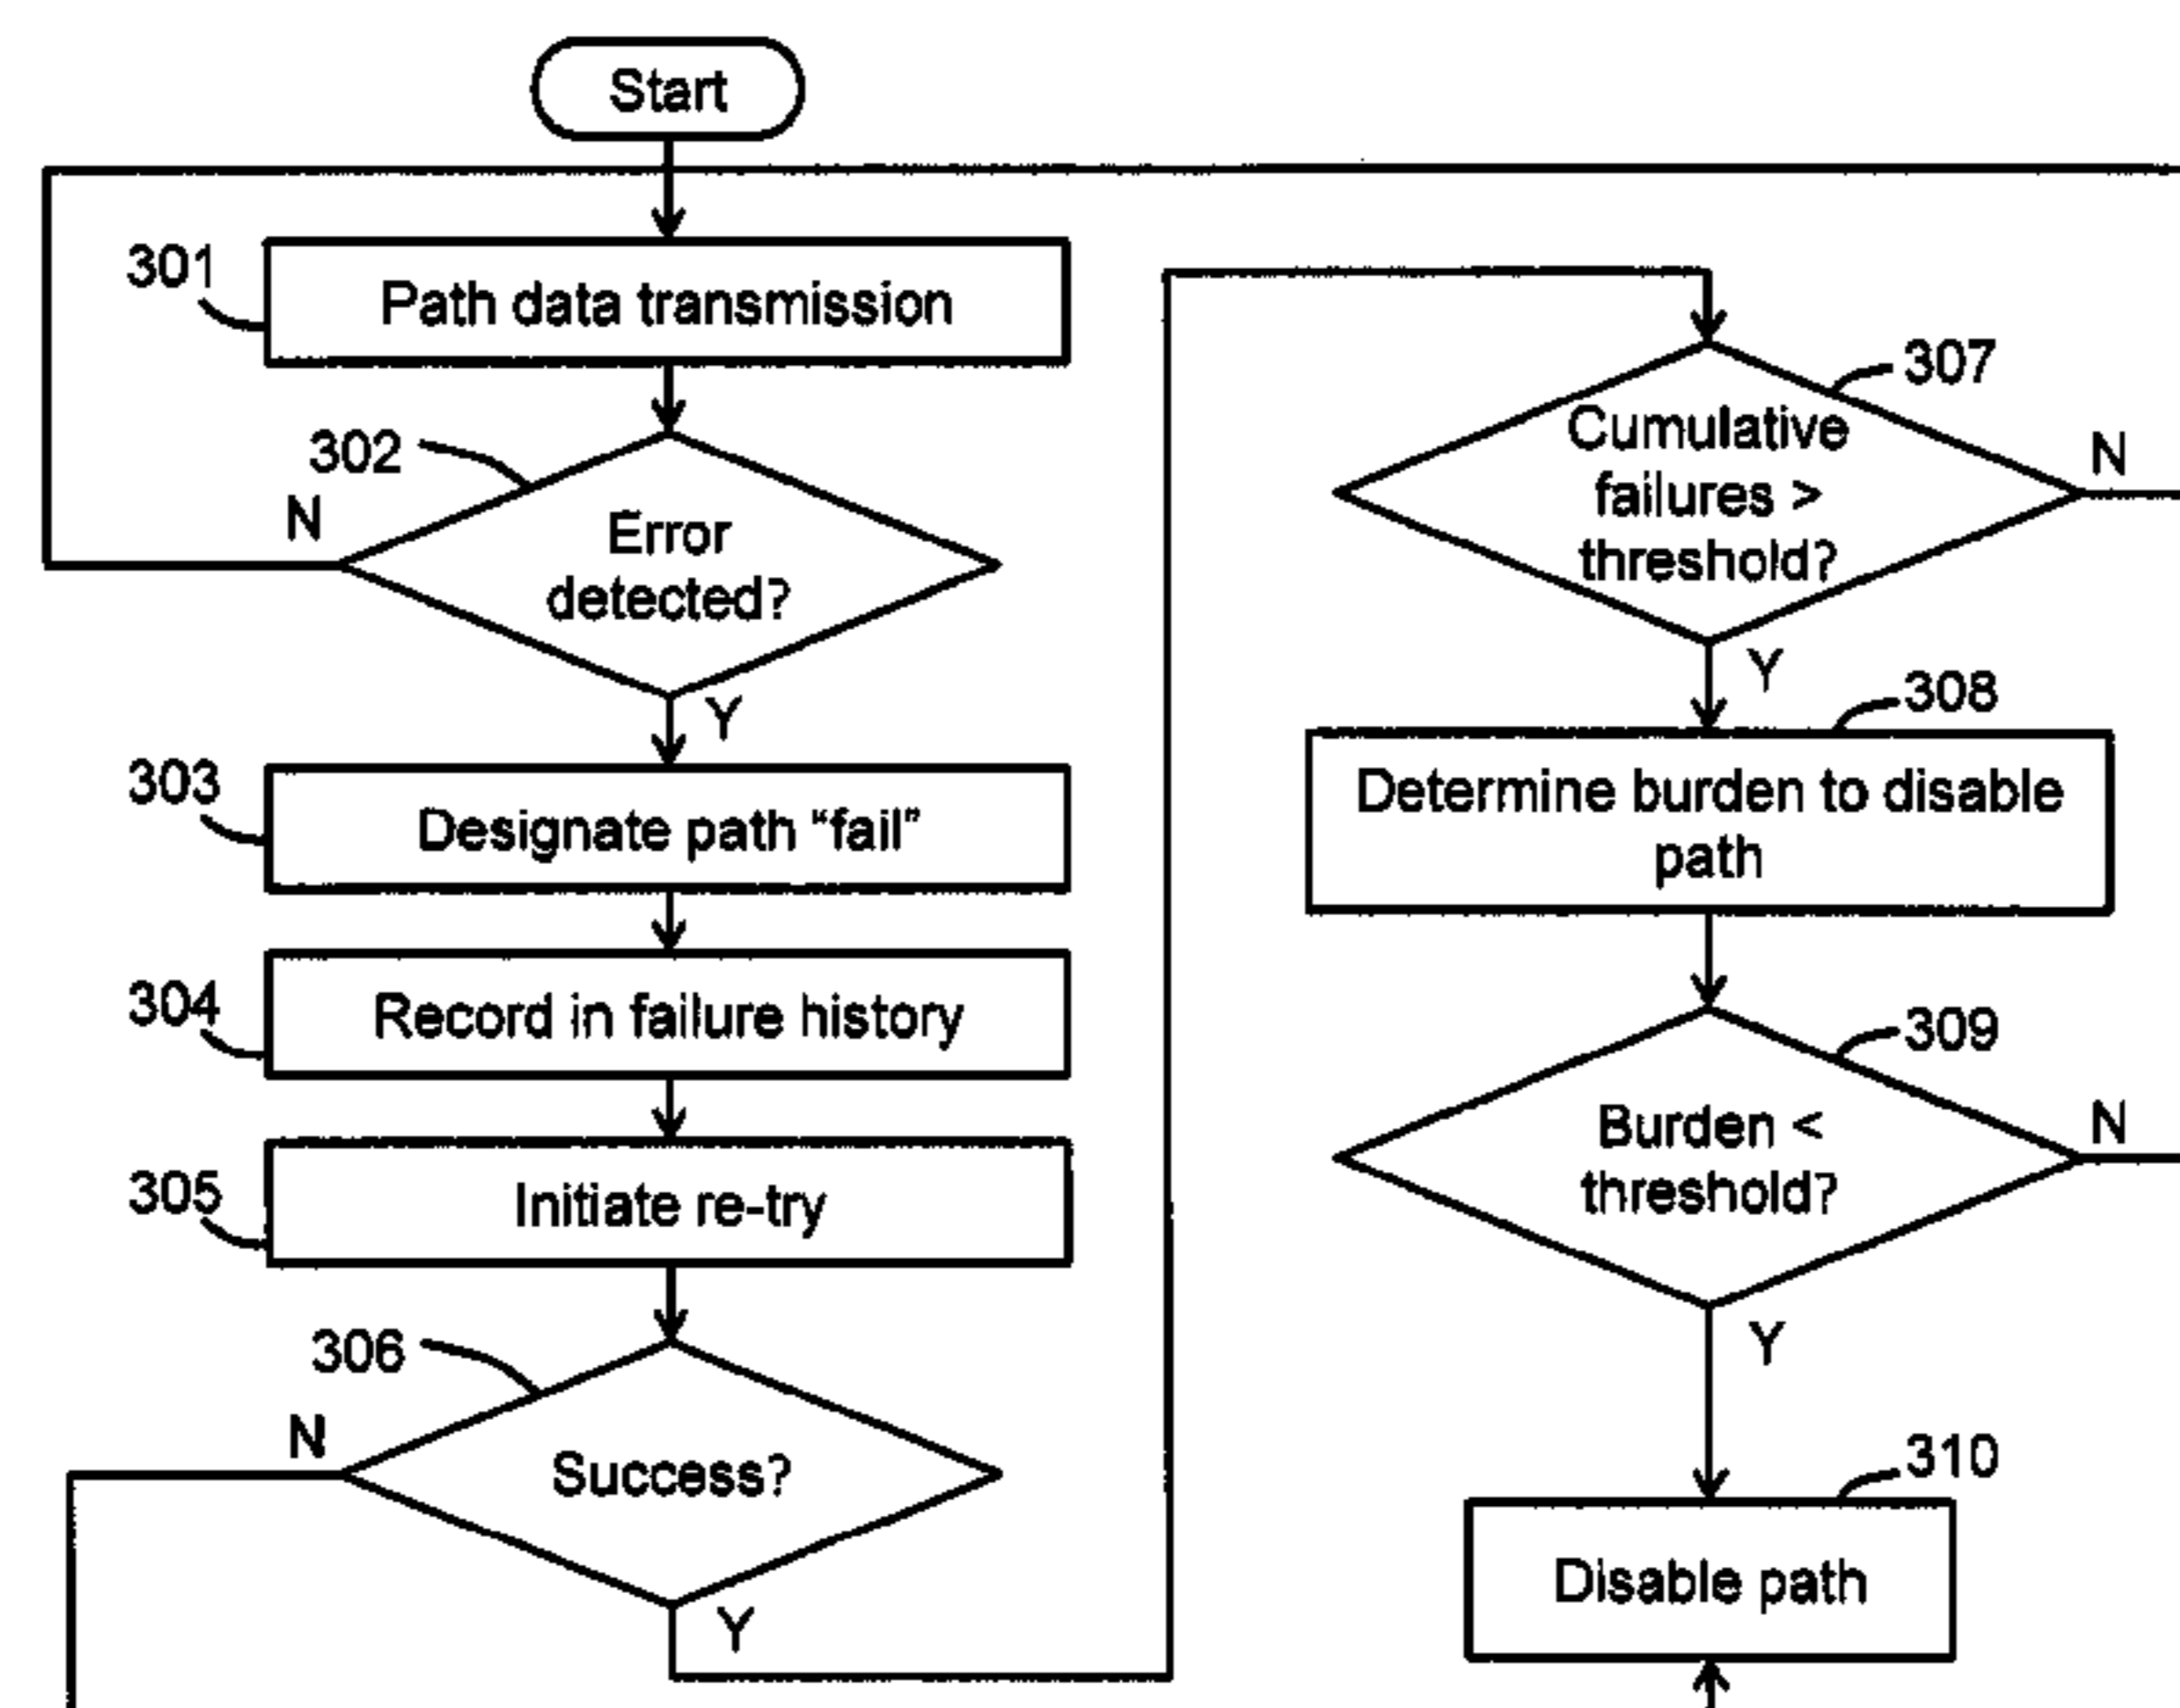 Start
301
Path data transmission
302
N
Error
detected?
Y
303
Designate path “fail”
304
Record in failure history
305
Initiate re-try
306
N
Success?
Y
307
Cumulative
failures >
threshold?
N
Y
308
Determine burden to disable
path
309
Burden <
threshold?
N
Y
310
Disable path